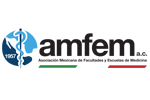 1957
amfem a.c.
Asociación Mexicana de Facultades y Escuelas de Medicina